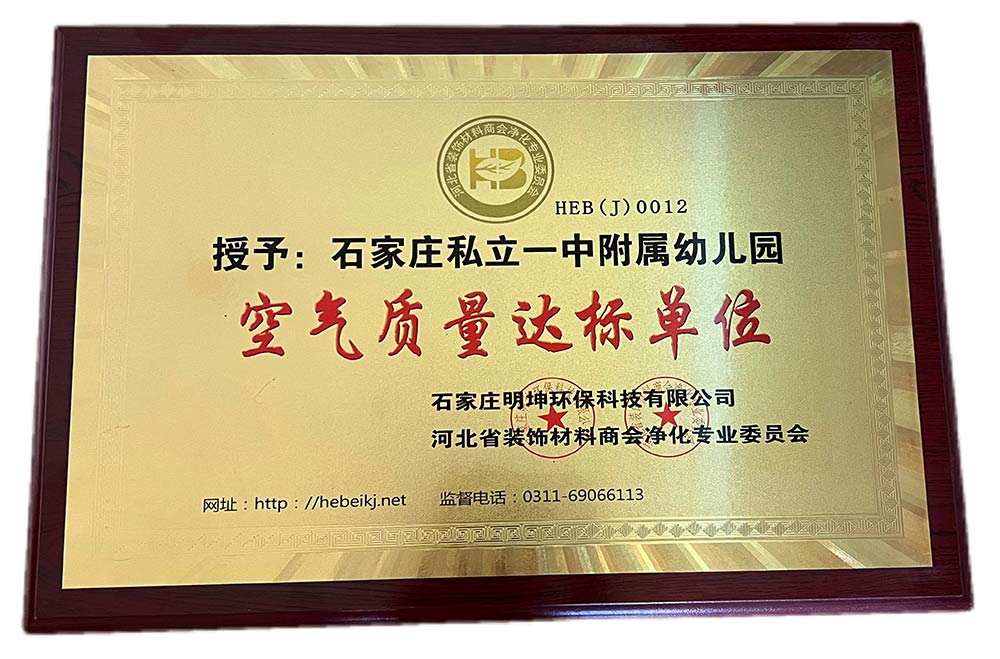 河北省装饰材料商会净化专业委员会
HEB(J)0012
授予：石家庄私立一中附属幼儿园
空气质量达标单位
石家庄明坤环保科技有限公司
河北省装饰材料商会净化专业委员会
网址：http://hebeikj.net 监督电话：0311-69066113